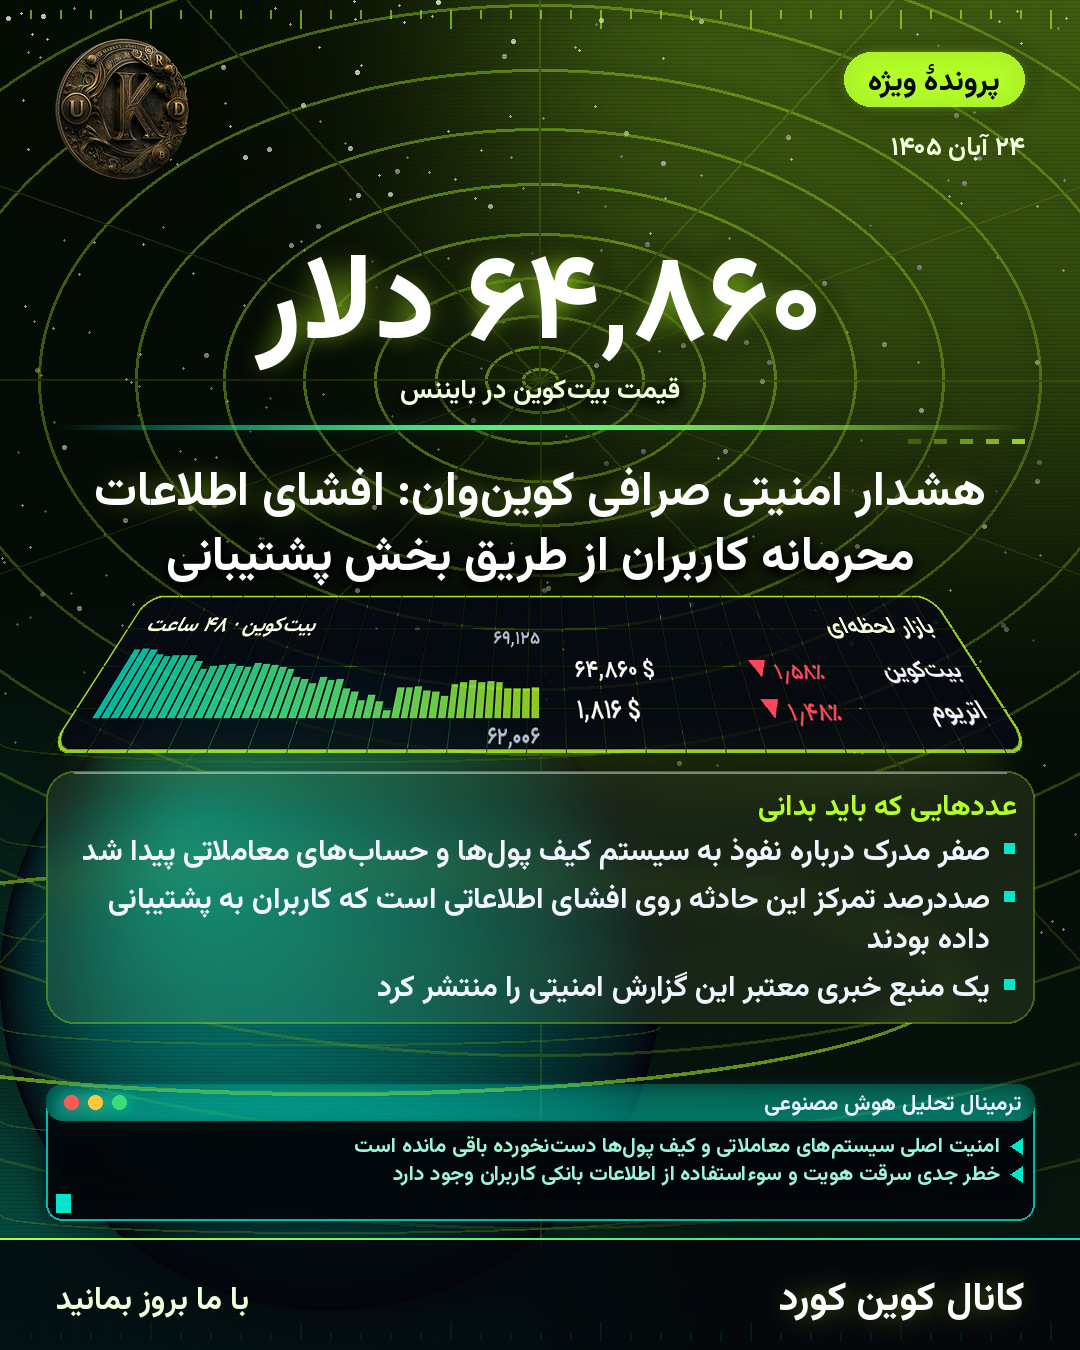 پروندهٔ ویژه
۲۴ آبان ۱۴۰۵
K
U
R
D
۶۴,۸۶۰ دلار
قیمت بیت‌کوین در بایننس
هشدار امنیتی صرافی کوین‌وان: افشای اطلاعات
محرمانه کاربران از طریق بخش پشتیبانی
بازار لحظه‌ای
بیت‌کوین ۱,۵۸٪ ▼ ۶۴,۸۶۰ $
اتریوم ۱,۴۸٪ ▼ ۱,۸۱۶ $
بیت‌کوین · ۴۸ ساعت
۶۹,۱۲۵
۶۲,۰۰۶
عددهایی که باید بدانی
صفر مدرک درباره نفوذ به سیستم کیف پول‌ها و حساب‌های معاملاتی پیدا شد
صددرصد تمرکز این حادثه روی افشای اطلاعاتی است که کاربران به پشتیبانی
داده بودند
یک منبع خبری معتبر این گزارش امنیتی را منتشر کرد
ترمینال تحلیل هوش مصنوعی
امنیت اصلی سیستم‌های معاملاتی و کیف پول‌ها دست‌نخورده باقی مانده است
خطر جدی سرقت هویت و سوءاستفاده از اطلاعات بانکی کاربران وجود دارد
کانال کوین کورد
با ما بروز بمانید